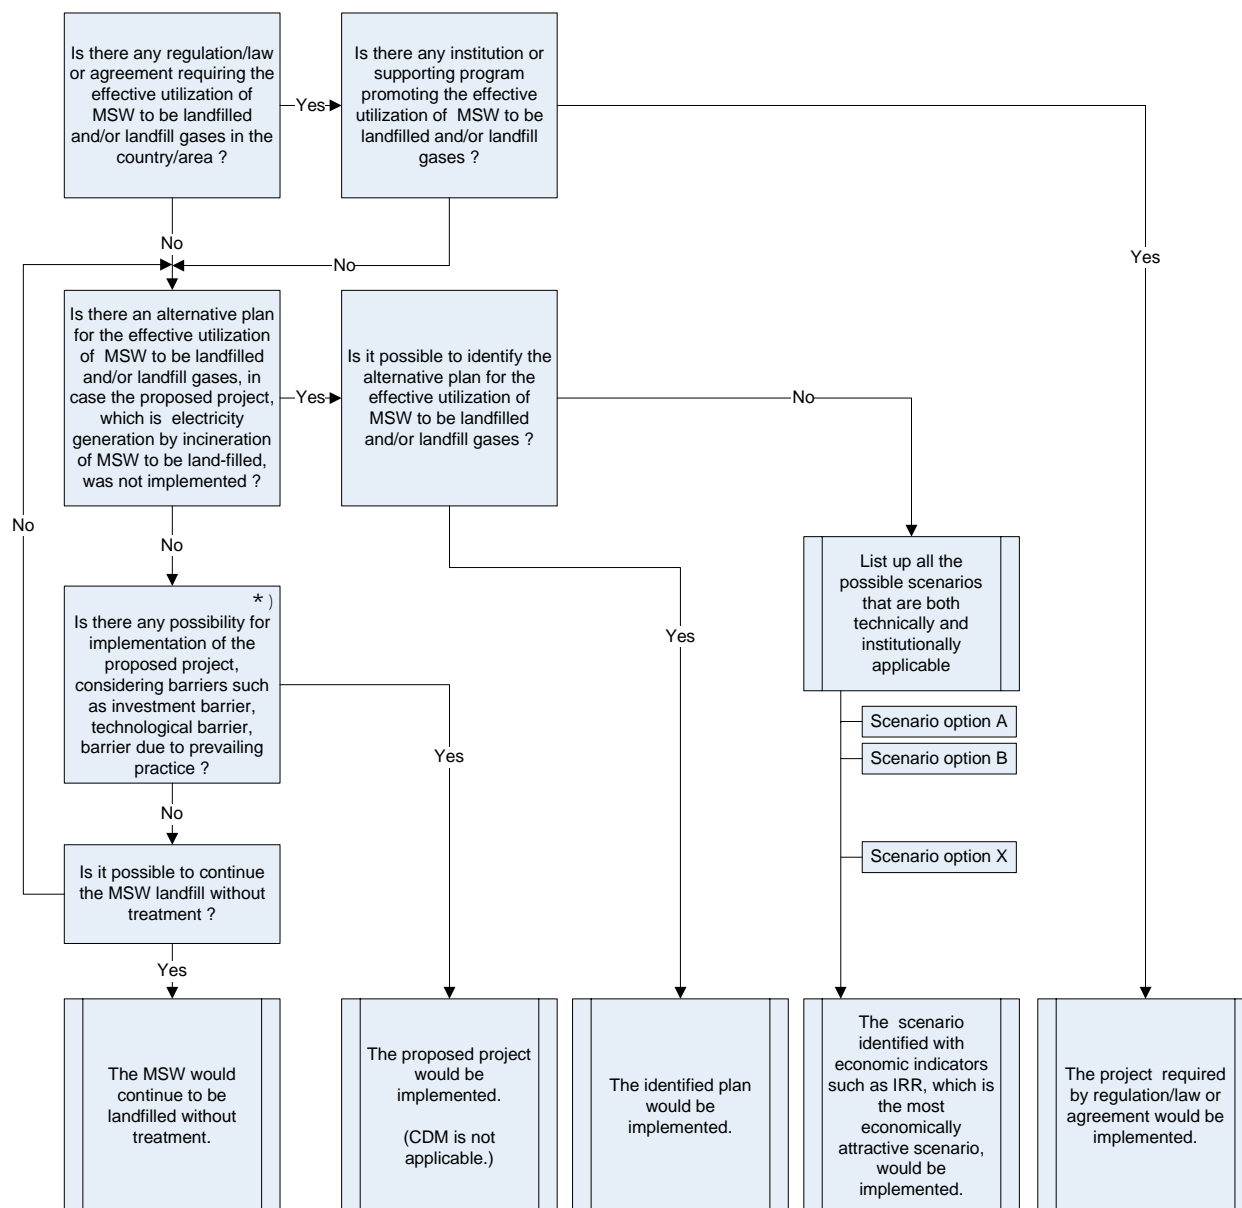 Is there any regulation/law
or agreement requiring the
effective utilization of
MSW to be landfilled
and/or landfill gases in the
country/area ?
Yes
Is there any institution or
supporting program
promoting the effective
utilization of MSW to be
landfilled and/or landfill
gases ?
No
No
Yes
Is there an alternative plan
for the effective utilization
of MSW to be landfilled
and/or landfill gases, in
case the proposed project,
which is electricity
generation by incineration
of MSW to be land-filled,
was not implemented ?
Yes
Is it possible to identify the
alternative plan for the
effective utilization of
MSW to be landfilled
and/or landfill gases ?
No
No
No
*)
Is there any possibility for
implementation of the
proposed project,
considering barriers such
as investment barrier,
technological barrier,
barrier due to prevailing
practice ?
Yes
Yes
List up all the
possible scenarios
that are both
technically and
institutionally
applicable
Scenario option A
Scenario option B
Scenario option X
No
Is it possible to continue
the MSW landfill without
treatment ?
Yes
The MSW would
continue to be
landfilled without
treatment.
The proposed project
would be
implemented.
(CDM is not
applicable.)
The identified plan
would be
implemented.
The scenario
identified with
economic indicators
such as IRR, which is
the most
economically
attractive scenario,
would be
implemented.
The project required
by regulation/law or
agreement would be
implemented.